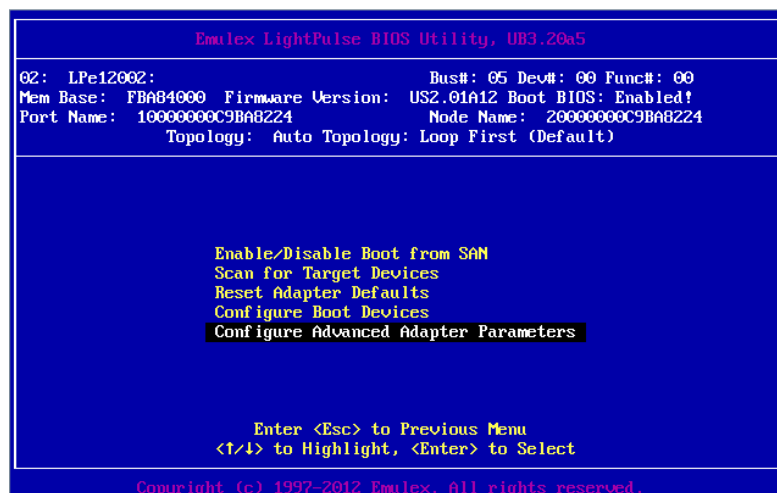 Emulex LightPulse BIOS Utility, UB3.20a5
02: LPe12002: Bus#: 05 Dev#: 00 Func#: 00
Mem Base: FBA84000 Firmware Version: US2.01A12 Boot BIOS: Enabled!
Port Name: 10000000C9BA8224 Node Name: 20000000C9BA8224
Topology: Auto Topology: Loop First (Default)
Enable/Disable Boot from SAN
Scan for Target Devices
Reset Adapter Defaults
Configure Boot Devices
Configure Advanced Adapter Parameters
Enter <Esc> to Previous Menu
<↑/↓> to Highlight, <Enter> to Select
Copyright (c) 1997-2012 Emulex. All rights reserved.